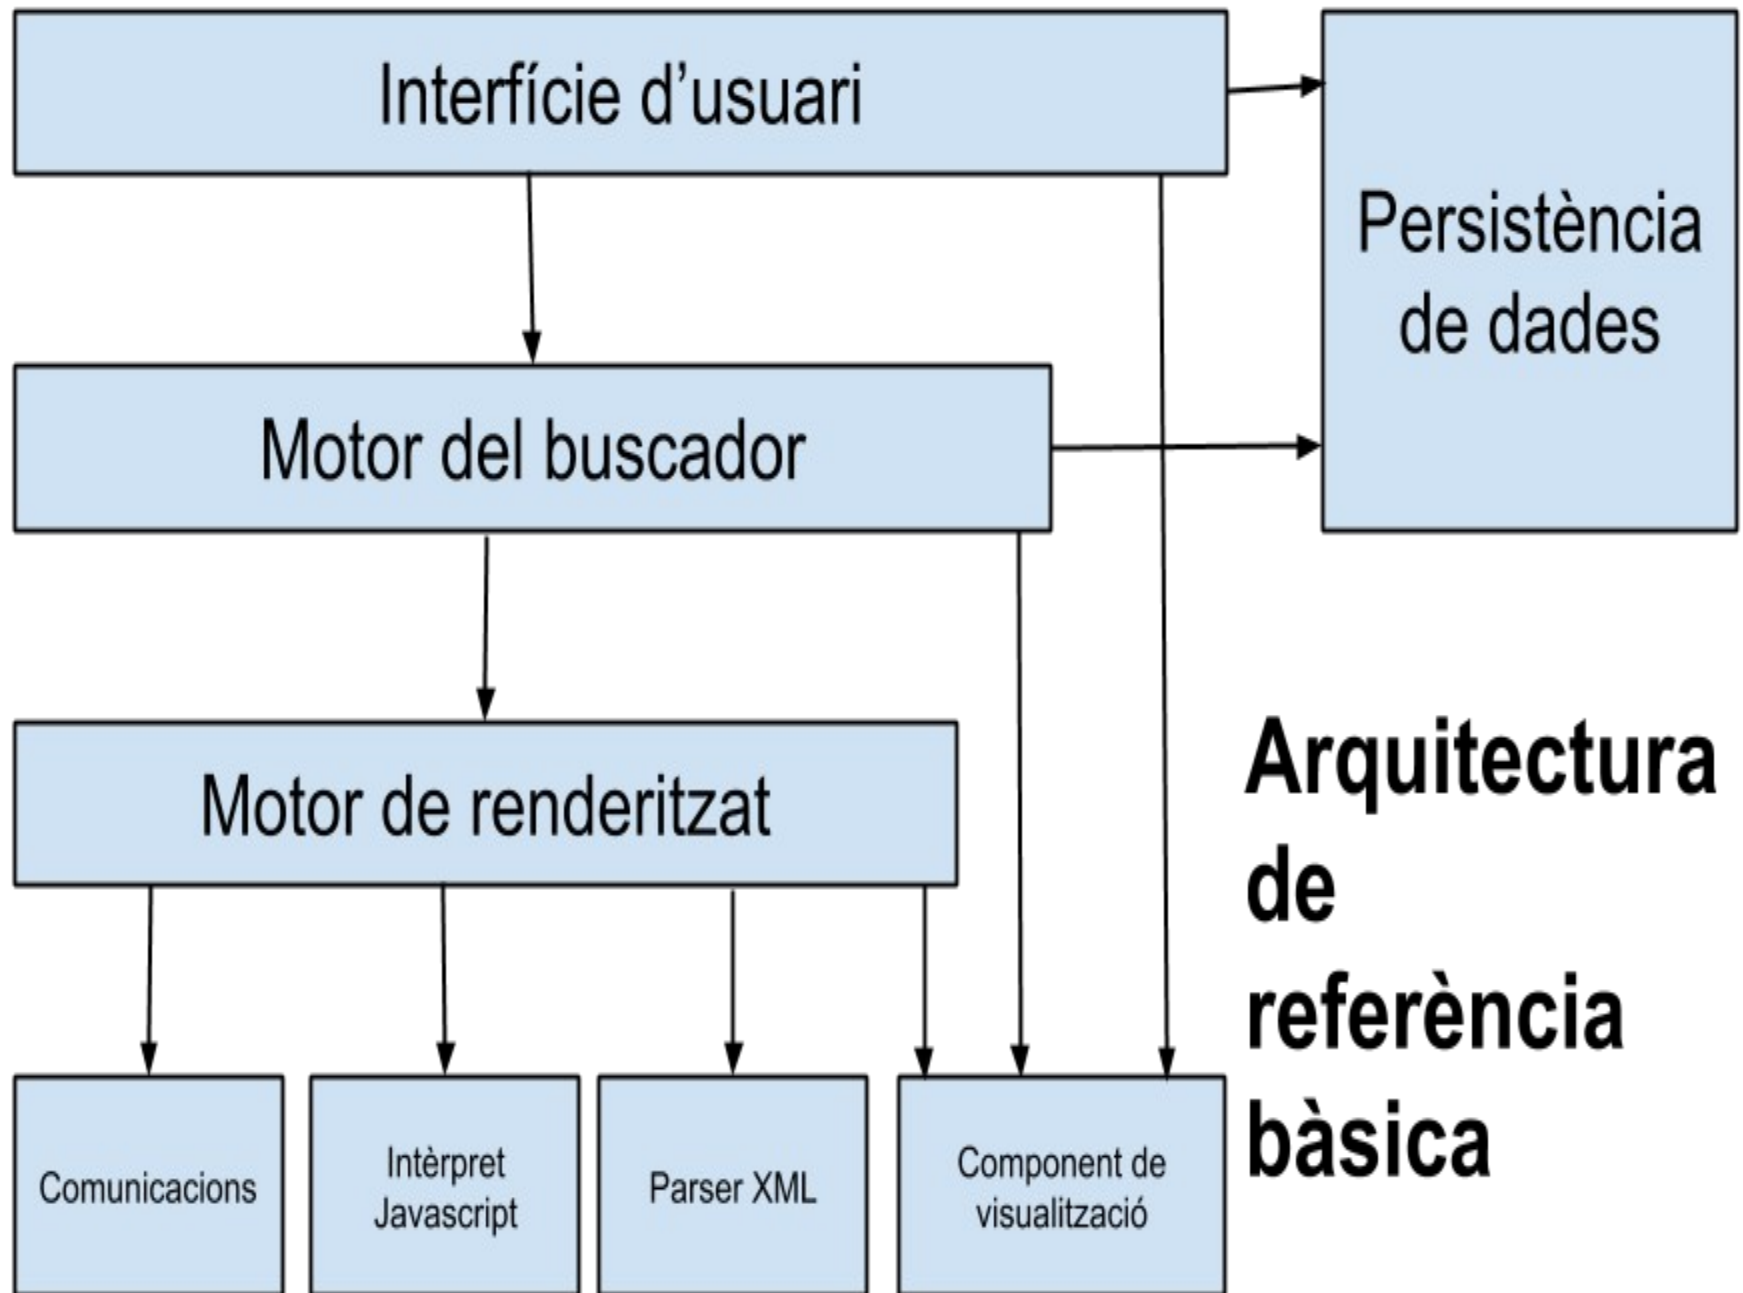 Interfície d’usuari
Persistència
de dades
Motor del buscador
Motor de renderitzat
Arquitectura
de
referència
bàsica
Comunicacions
Intèrpret
Javascript
Parser XML
Component de
visualització